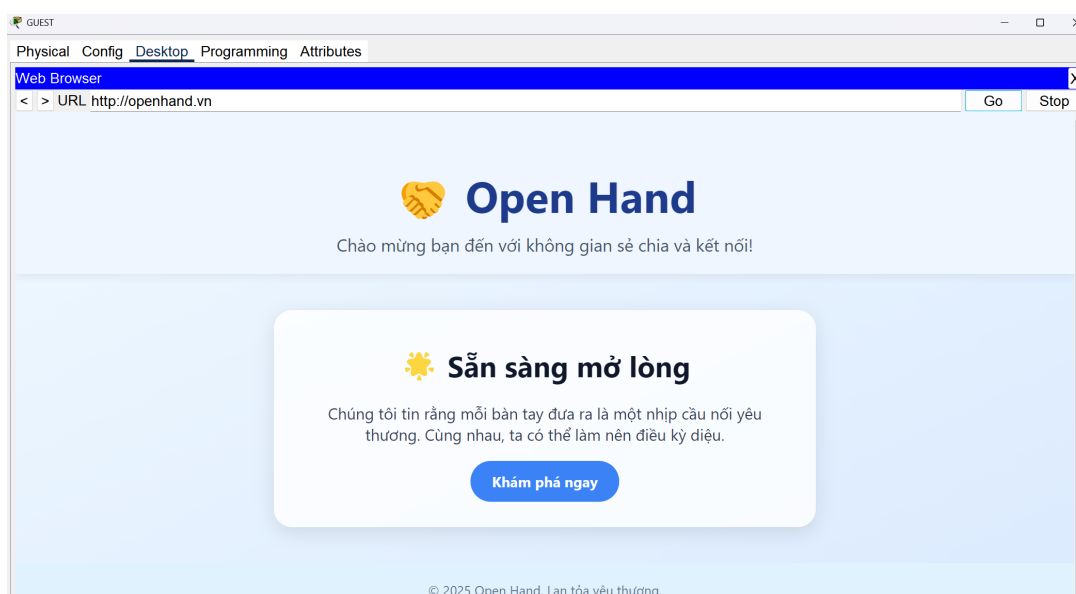 GUEST
Physical Config Desktop Programming Attributes
Web Browser
X
< > URL http://openhand.vn Go Stop
Open Hand
Chào mừng bạn đến với không gian sẻ chia và kết nối!
Sẵn sàng mở lòng
Chúng tôi tin rằng mỗi bàn tay đưa ra là một nhịp cầu nối yêu
thương. Cùng nhau, ta có thể làm nên điều kỳ diệu.
Khám phá ngay
© 2025 Open Hand. Lan tỏa yêu thương.